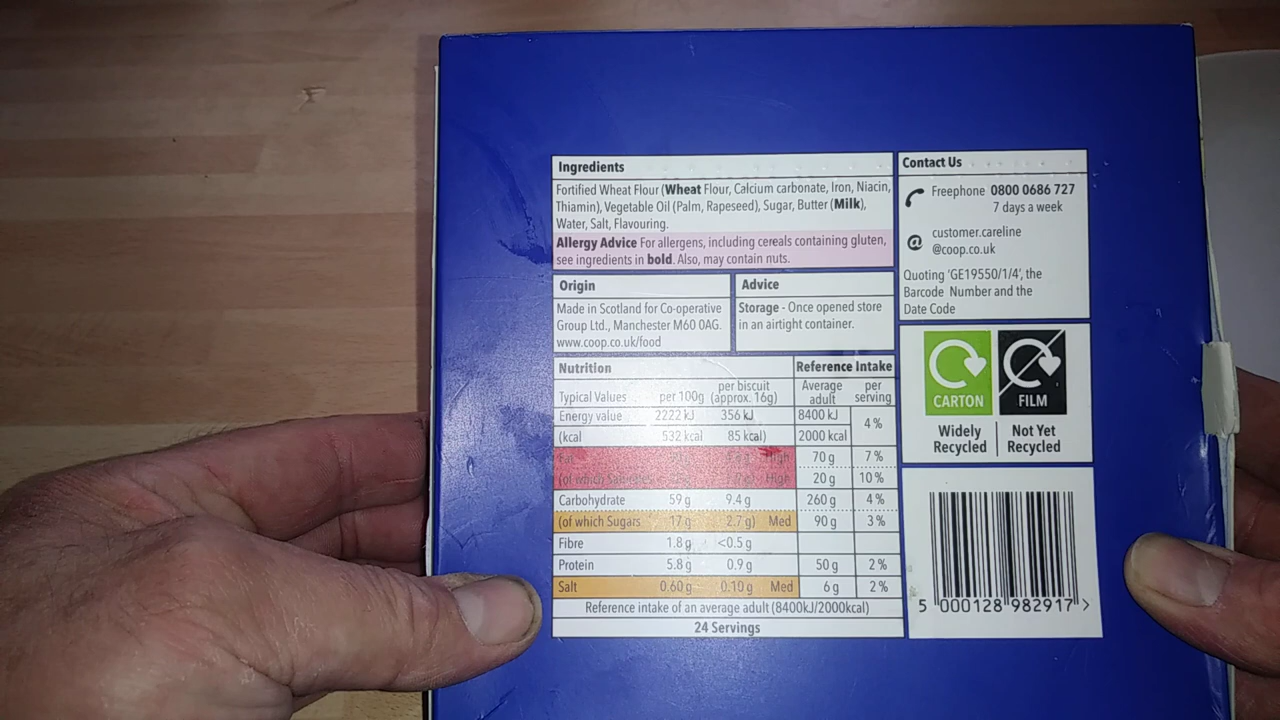 Ingredients
Fortified Wheat Flour (Wheat Flour, Calcium carbonate, Iron, Niacin,
Thiamin), Vegetable Oil (Palm, Rapeseed), Sugar, Butter (Milk),
Water, Salt, Flavouring.
Allergy Advice For allergens, including cereals containing gluten,
see ingredients in bold. Also, may contain nuts.
Origin
Made in Scotland for Co-operative
Group Ltd., Manchester M60 0AG.
www.coop.co.uk/food
Advice
Storage - Once opened store
in an airtight container.
Nutrition Reference Intake
Typical Values per 100g per biscuit (approx. 16g) Average adult per serving
Energy value 2222 kJ 356 kJ 8400 kJ 4%
(kcal 532 kcal 85 kcal) 2000 kcal
Fat High 70 g 7%
(of which Saturates High 20 g 10%
Carbohydrate 59 g 9.4 g 260 g 4%
(of which Sugars 17 g 2.7 g) Med 90 g 3%
Fibre 1.8 g <0.5 g
Protein 5.8 g 0.9 g 50 g 2%
Salt 0.60 g 0.10 g Med 6 g 2%
Reference intake of an average adult (8400kJ/2000kcal)
24 Servings
Contact Us
Freephone 0800 0686 727
7 days a week
customer.careline
@coop.co.uk
Quoting 'GE19550/1/4', the
Barcode Number and the
Date Code
CARTON FILM
Widely Not Yet
Recycled Recycled
5 000128 982917 >